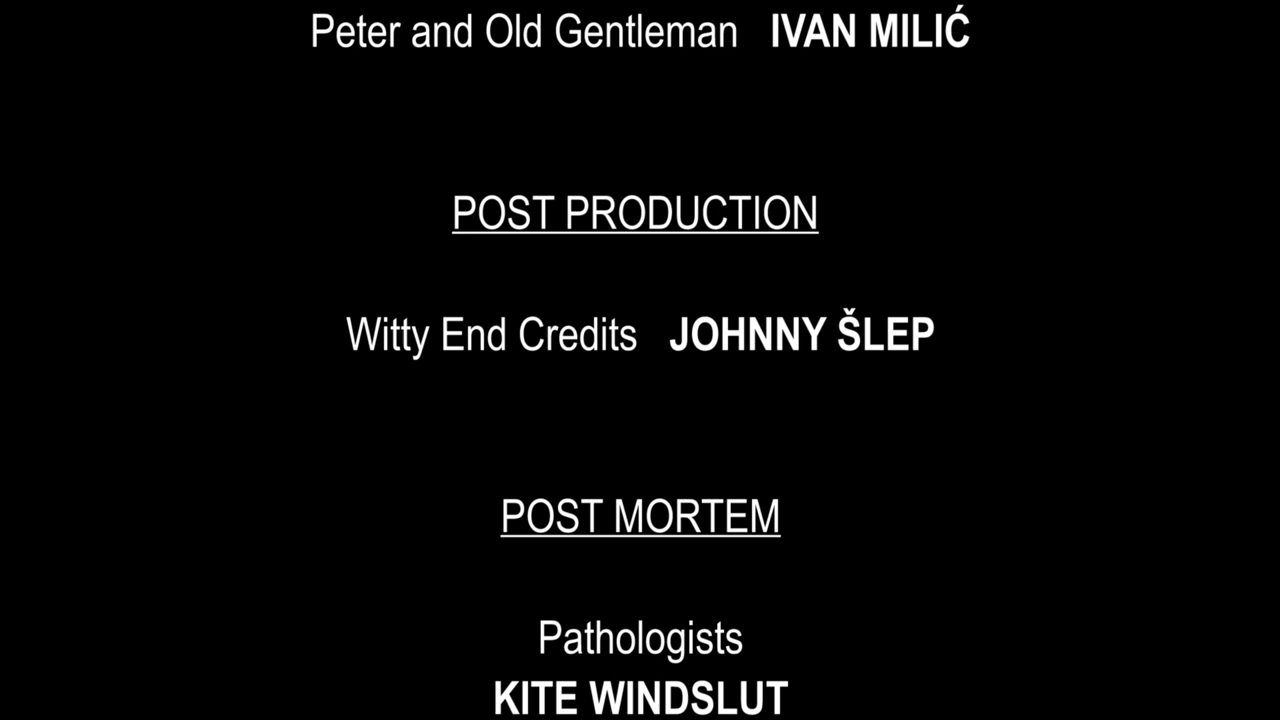 Peter and Old Gentleman IVAN MILIĆ
POST PRODUCTION
Witty End Credits JOHNNY ŠLEP
POST MORTEM
Pathologists
KITE WINDSLUT